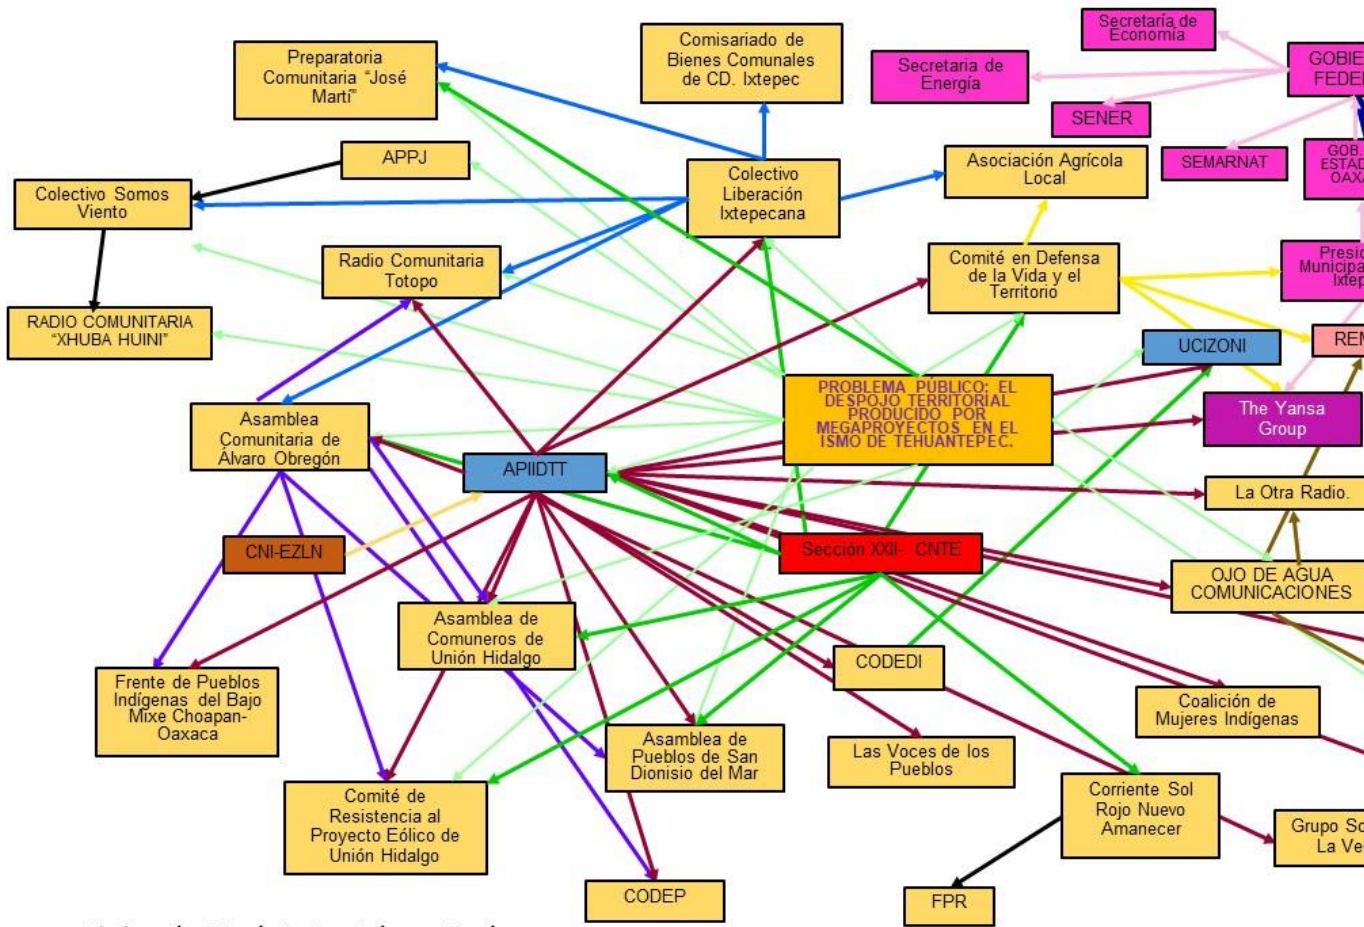 Preparatoria
Comunitaria “José
Martí”
Comisariado de
Bienes Comunales
de CD. Ixtepec
Secretaria de
Energía
Secretaría de
Economía
SENER
SEMARNAT
APPJ
Colectivo Somos
Viento
Colectivo
Liberación
Ixtepecana
Asociación Agrícola
Local
Radio Comunitaria
Totopo
Comité en Defensa
de la Vida y el
Territorio
RADIO COMUNITARIA
“XHUBA HUINI”
UCIZONI
PROBLEMA PÚBLICO: EL
DESPOJO TERRITORIAL
PRODUCIDO POR
MEGAPROYECTOS EN EL
ISMO DE TEHUANTEPEC.
The Yansa
Group
Asamblea
Comunitaria de
Álvaro Obregón
APIIDTT
La Otra Radio.
CNI-EZLN
Sección XXII- CNTE
OJO DE AGUA
COMUNICACIONES
Asamblea de
Comuneros de
Unión Hidalgo
CODEDI
Frente de Pueblos
Indígenas del Bajo
Mixe Choapan-
Oaxaca
Coalición de
Mujeres Indígenas
Asamblea de
Pueblos de San
Dionisio del Mar
Las Voces de los
Pueblos
Comité de
Resistencia al
Proyecto Eólico de
Unión Hidalgo
Corriente Sol
Rojo Nuevo
Amanecer
Grupo
La
CODEP
FPR